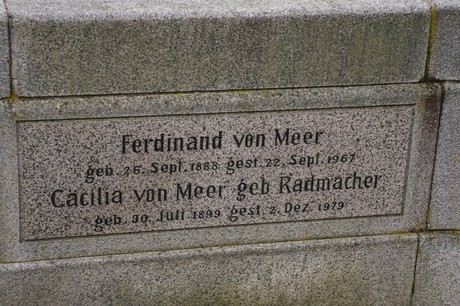 Ferdinand von Meer
geb. 26. Sept. 1888 gest. 22. Sept. 1967
Cäcilia von Meer geb Radmacher
geb. 30. Juli 1899 gest. 2. Dez. 1979